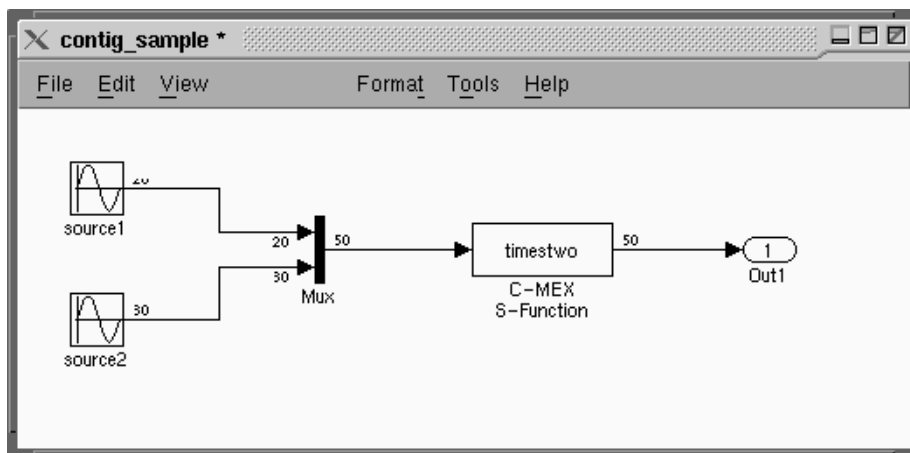 contig_sample *
File Edit View Format Tools Help
20
source1
20
50
30
Mux
timestwo
C-MEX
S-Function
50
1
Out1
30
source2